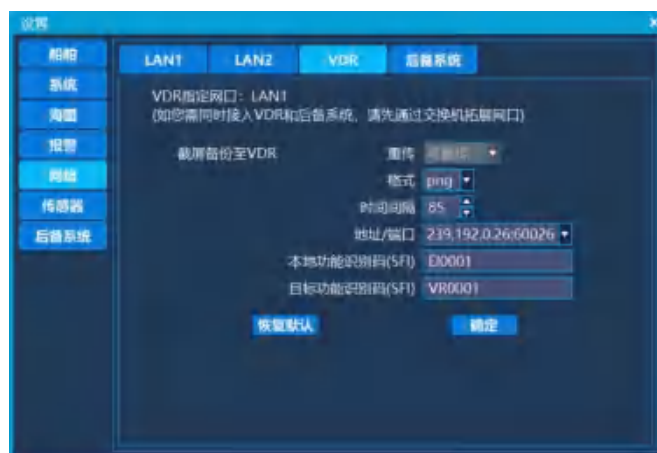 设置
船舶
系统
海图
报警
网络
传感器
后备系统
LAN1 LAN2 VDR 后备系统
VDR指定网口：LAN1
(如您需同时接入VDR和后备系统，请先通过交换机拓展网口)
截屏备份至VDR 重传
格式 png
时间间隔 85
地址/端口 239,192.0.26:60026
本地功能识别码(SFI) EI0001
目标功能识别码(SFI) VR0001
恢复默认 确定